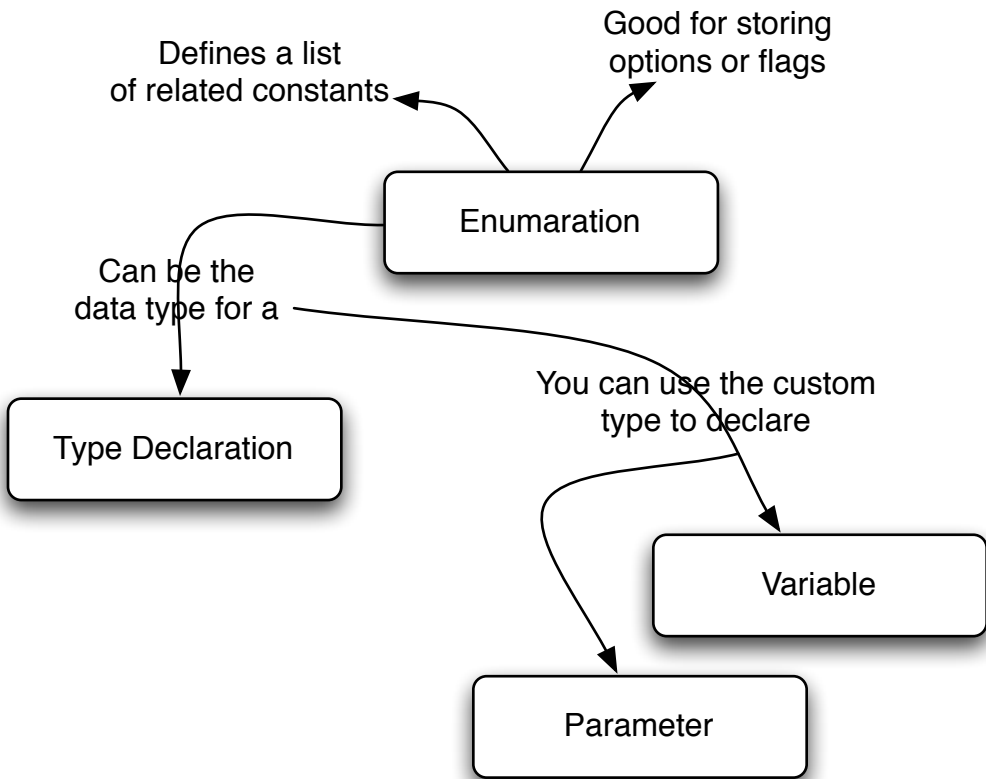 Good for storing
options or flags
Defines a list
of related constants
Enumaration
Can be the
data type for a
You can use the custom
type to declare
Type Declaration
Variable
Parameter